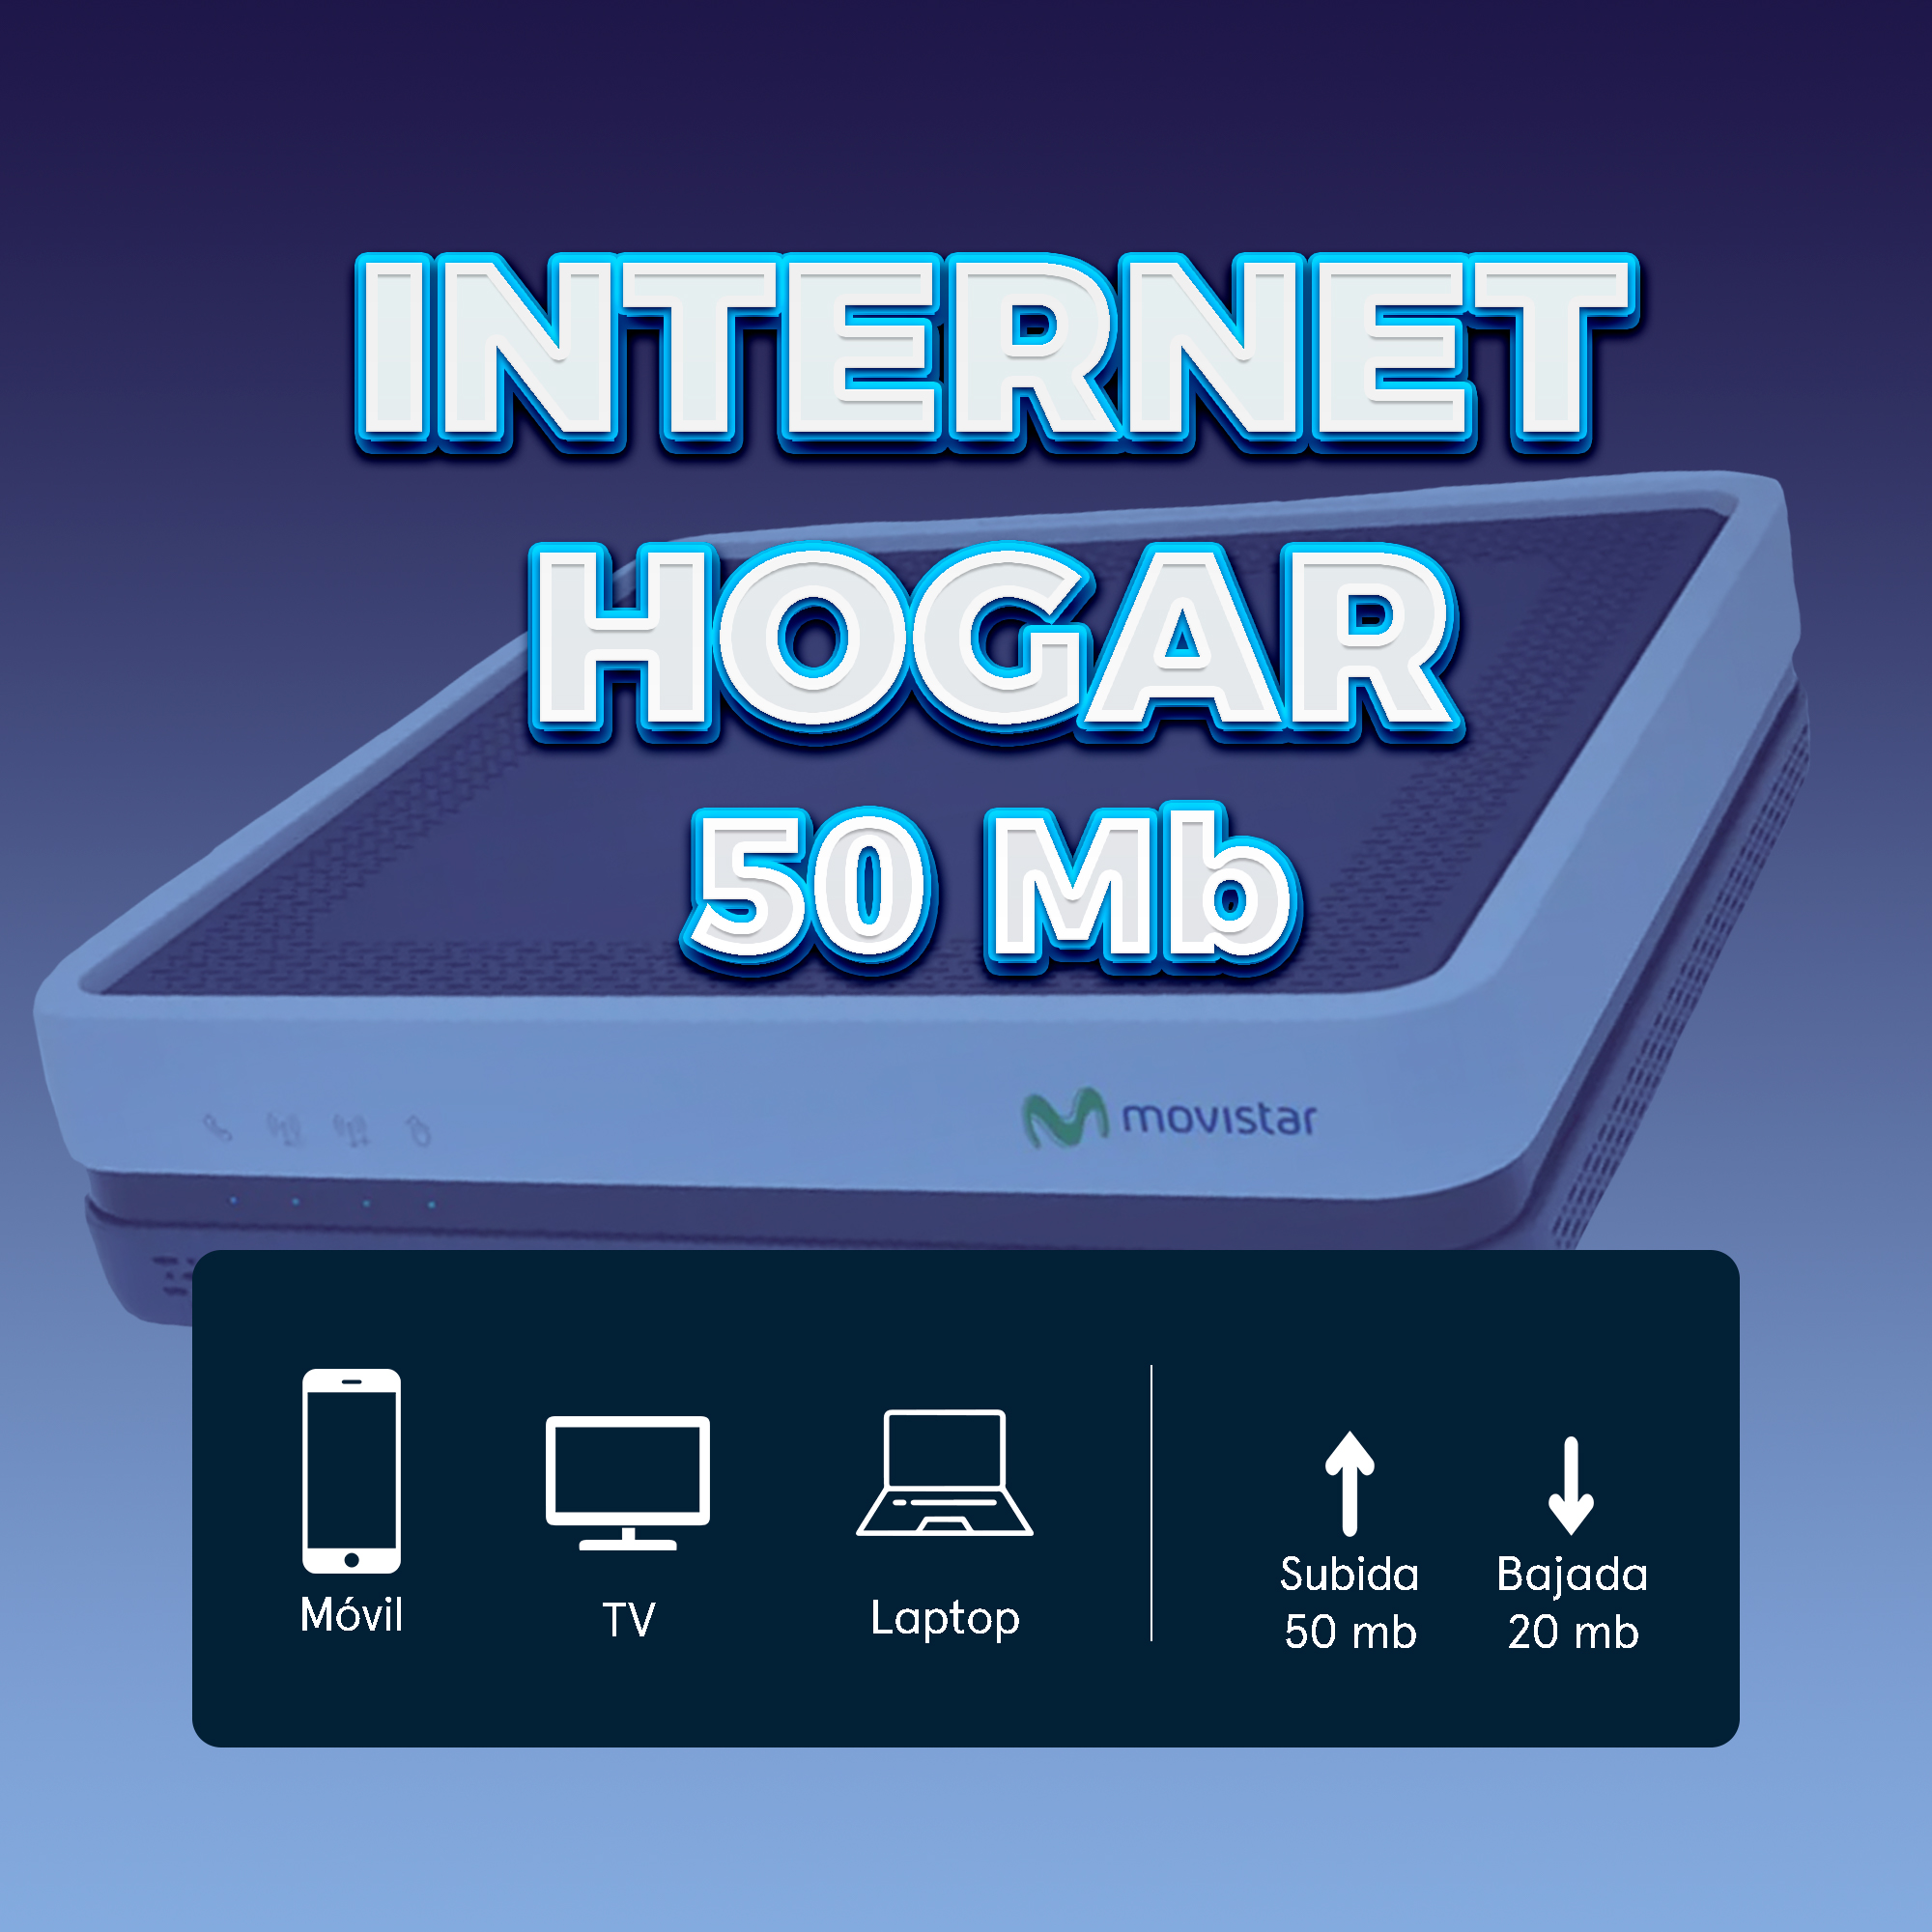 INTERNET
HOGAR
50 Mb
movistar
Móvil
TV
Laptop
Subida
50 mb
Bajada
20 mb